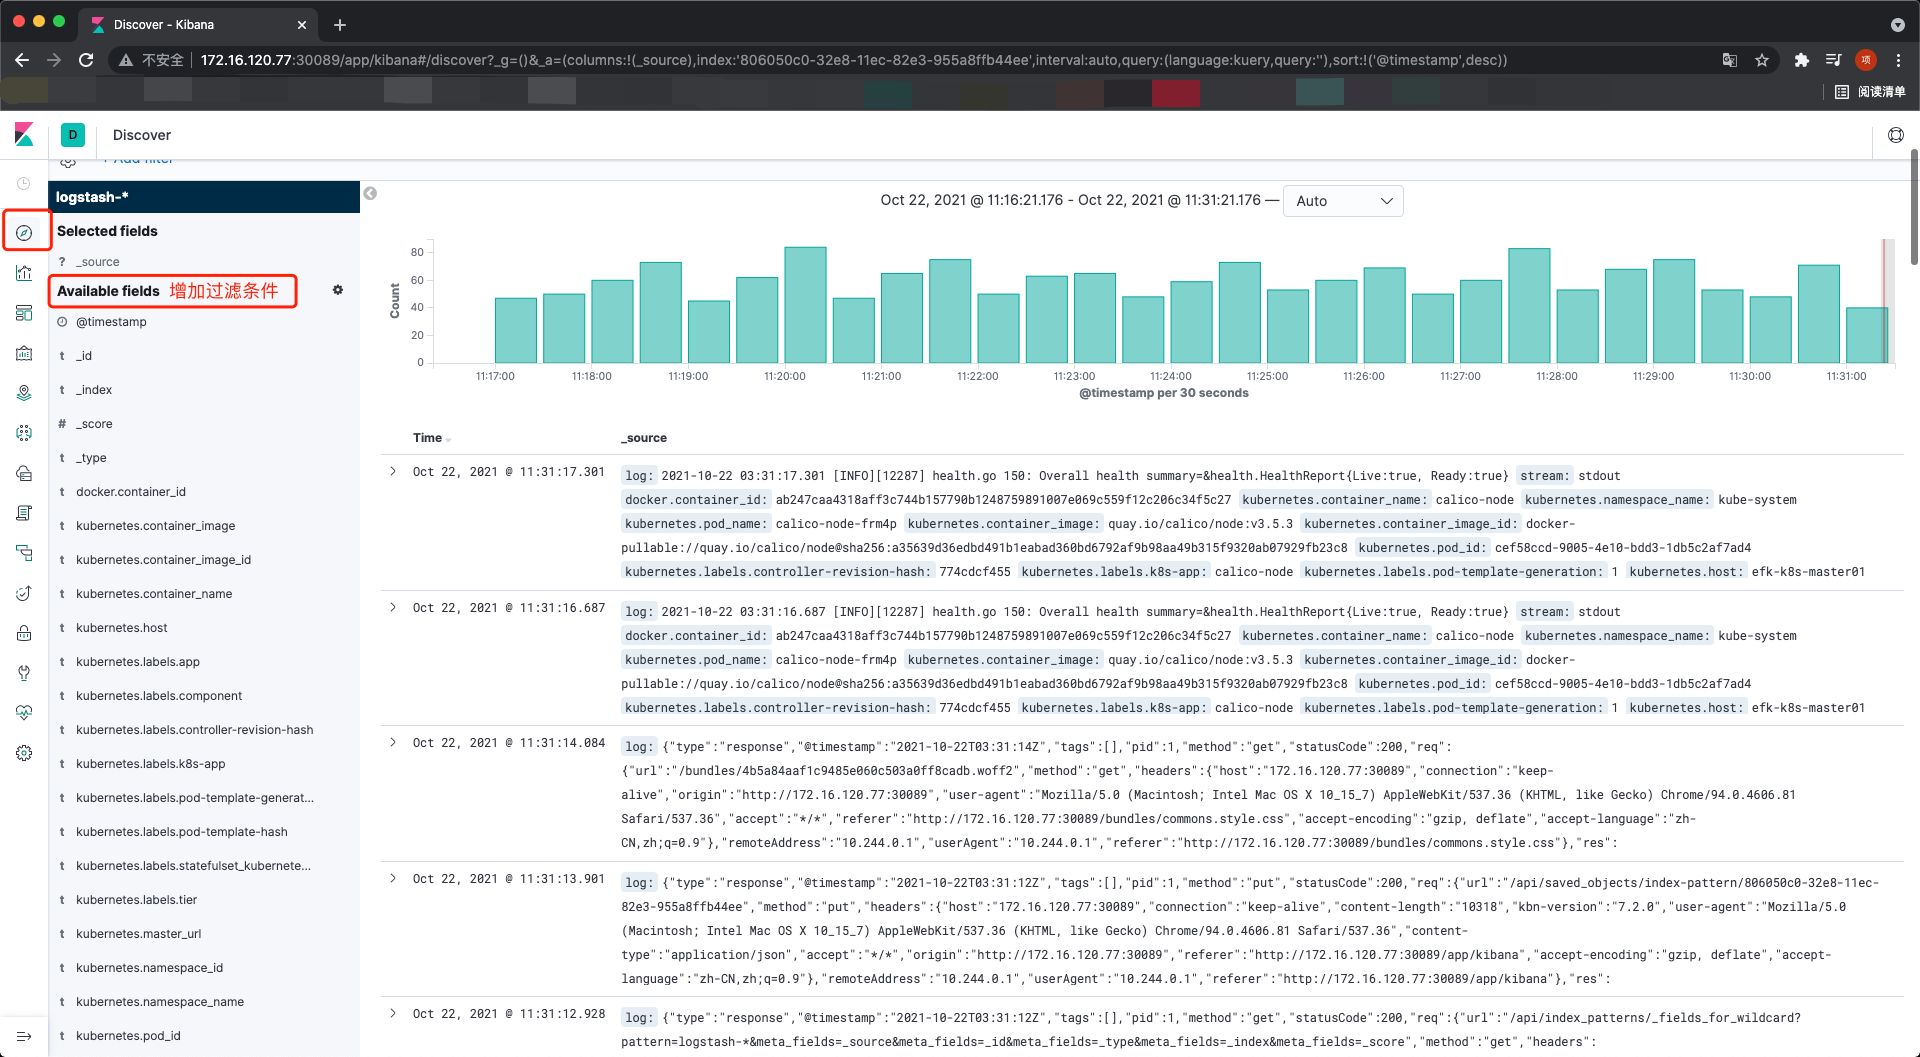 Discover - Kibana
不安全
172.16.120.77:30089/app/kibana#/discover?_g=()&_a=(columns:!(_source),index:'806050c0-32e8-11ec-82e3-955a8ffb44ee',interval:auto,query:(language:kuery,query:''),sort:!('@timestamp',desc))
项
阅读清单
D
Discover
+ Add filter
logstash-*
Oct 22, 2021 @ 11:16:21.176 - Oct 22, 2021 @ 11:31:21.176 —
Auto
Selected fields
? _source
Available fields 增加过滤条件
@timestamp
t _id
t _index
# _score
t _type
t docker.container_id
t kubernetes.container_image
t kubernetes.container_image_id
t kubernetes.container_name
t kubernetes.host
t kubernetes.labels.app
t kubernetes.labels.component
t kubernetes.labels.controller-revision-hash
t kubernetes.labels.k8s-app
t kubernetes.labels.pod-template-generat...
t kubernetes.labels.pod-template-hash
t kubernetes.labels.statefulset_kubernete...
t kubernetes.labels.tier
t kubernetes.master_url
t kubernetes.namespace_id
t kubernetes.namespace_name
t kubernetes.pod_id
Count
80
60
40
20
0
11:17:00 11:18:00 11:19:00 11:20:00 11:21:00 11:22:00 11:23:00 11:24:00 11:25:00 11:26:00 11:27:00 11:28:00 11:29:00 11:30:00 11:31:00
@timestamp per 30 seconds
Time _source
Oct 22, 2021 @ 11:31:17.301
log: 2021-10-22 03:31:17.301 [INFO][12287] health.go 150: Overall health summary=&health.HealthReport{Live:true, Ready:true} stream: stdout
docker.container_id: ab247caa4318aff3c744b157790b1248759891007e069c559f12c206c34f5c27 kubernetes.container_name: calico-node kubernetes.namespace_name: kube-system
kubernetes.pod_name: calico-node-frm4p kubernetes.container_image: quay.io/calico/node:v3.5.3 kubernetes.container_image_id: docker-
pullable://quay.io/calico/node@sha256:a35639d36edbd491b1eabad360bd6792af9b98aa49b315f9320ab07929fb23c8 kubernetes.pod_id: cef58ccd-9005-4e10-bdd3-1db5c2af7ad4
kubernetes.labels.controller-revision-hash: 774cdcf455 kubernetes.labels.k8s-app: calico-node kubernetes.labels.pod-template-generation: 1 kubernetes.host: efk-k8s-master01
Oct 22, 2021 @ 11:31:16.687
log: 2021-10-22 03:31:16.687 [INFO][12287] health.go 150: Overall health summary=&health.HealthReport{Live:true, Ready:true} stream: stdout
docker.container_id: ab247caa4318aff3c744b157790b1248759891007e069c559f12c206c34f5c27 kubernetes.container_name: calico-node kubernetes.namespace_name: kube-system
kubernetes.pod_name: calico-node-frm4p kubernetes.container_image: quay.io/calico/node:v3.5.3 kubernetes.container_image_id: docker-
pullable://quay.io/calico/node@sha256:a35639d36edbd491b1eabad360bd6792af9b98aa49b315f9320ab07929fb23c8 kubernetes.pod_id: cef58ccd-9005-4e10-bdd3-1db5c2af7ad4
kubernetes.labels.controller-revision-hash: 774cdcf455 kubernetes.labels.k8s-app: calico-node kubernetes.labels.pod-template-generation: 1 kubernetes.host: efk-k8s-master01
Oct 22, 2021 @ 11:31:14.084
log: {"type":"response","@timestamp":"2021-10-22T03:31:14Z","tags":[],"pid":1,"method":"get","statusCode":200,"req":
{"url":"/bundles/4b5a84aaf1c9485e060c503a0ff8cadb.woff2","method":"get","headers":{"host":"172.16.120.77:30089","connection":"keep-
alive","origin":"http://172.16.120.77:30089","user-agent":"Mozilla/5.0 (Macintosh; Intel Mac OS X 10_15_7) AppleWebKit/537.36 (KHTML, like Gecko) Chrome/94.0.4606.81
Safari/537.36","accept":"*/*","referer":"http://172.16.120.77:30089/bundles/commons.style.css","accept-encoding":"gzip, deflate","accept-language":"zh-
CN,zh;q=0.9"},"remoteAddress":"10.244.0.1","userAgent":"10.244.0.1","referer":"http://172.16.120.77:30089/bundles/commons.style.css"},"res":
Oct 22, 2021 @ 11:31:13.901
log: {"type":"response","@timestamp":"2021-10-22T03:31:12Z","tags":[],"pid":1,"method":"put","statusCode":200,"req":{"url":"/api/saved_objects/index-pattern/806050c0-32e8-11ec-
82e3-955a8ffb44ee","method":"put","headers":{"host":"172.16.120.77:30089","connection":"keep-alive","content-length":"10318","kbn-version":"7.2.0","user-agent":"Mozilla/5.0
(Macintosh; Intel Mac OS X 10_15_7) AppleWebKit/537.36 (KHTML, like Gecko) Chrome/94.0.4606.81 Safari/537.36","content-
type":"application/json","accept":"*/*","origin":"http://172.16.120.77:30089","referer":"http://172.16.120.77:30089/app/kibana","accept-encoding":"gzip, deflate","accept-
language":"zh-CN,zh;q=0.9"},"remoteAddress":"10.244.0.1","userAgent":"10.244.0.1","referer":"http://172.16.120.77:30089/app/kibana"},"res":
Oct 22, 2021 @ 11:31:12.928
log: {"type":"response","@timestamp":"2021-10-22T03:31:12Z","tags":[],"pid":1,"method":"get","statusCode":200,"req":{"url":"/api/index_patterns/_fields_for_wildcard?
pattern=logstash-*&meta_fields=_source&meta_fields=_id&meta_fields=_type&meta_fields=_index&meta_fields=_score","method":"get","headers":